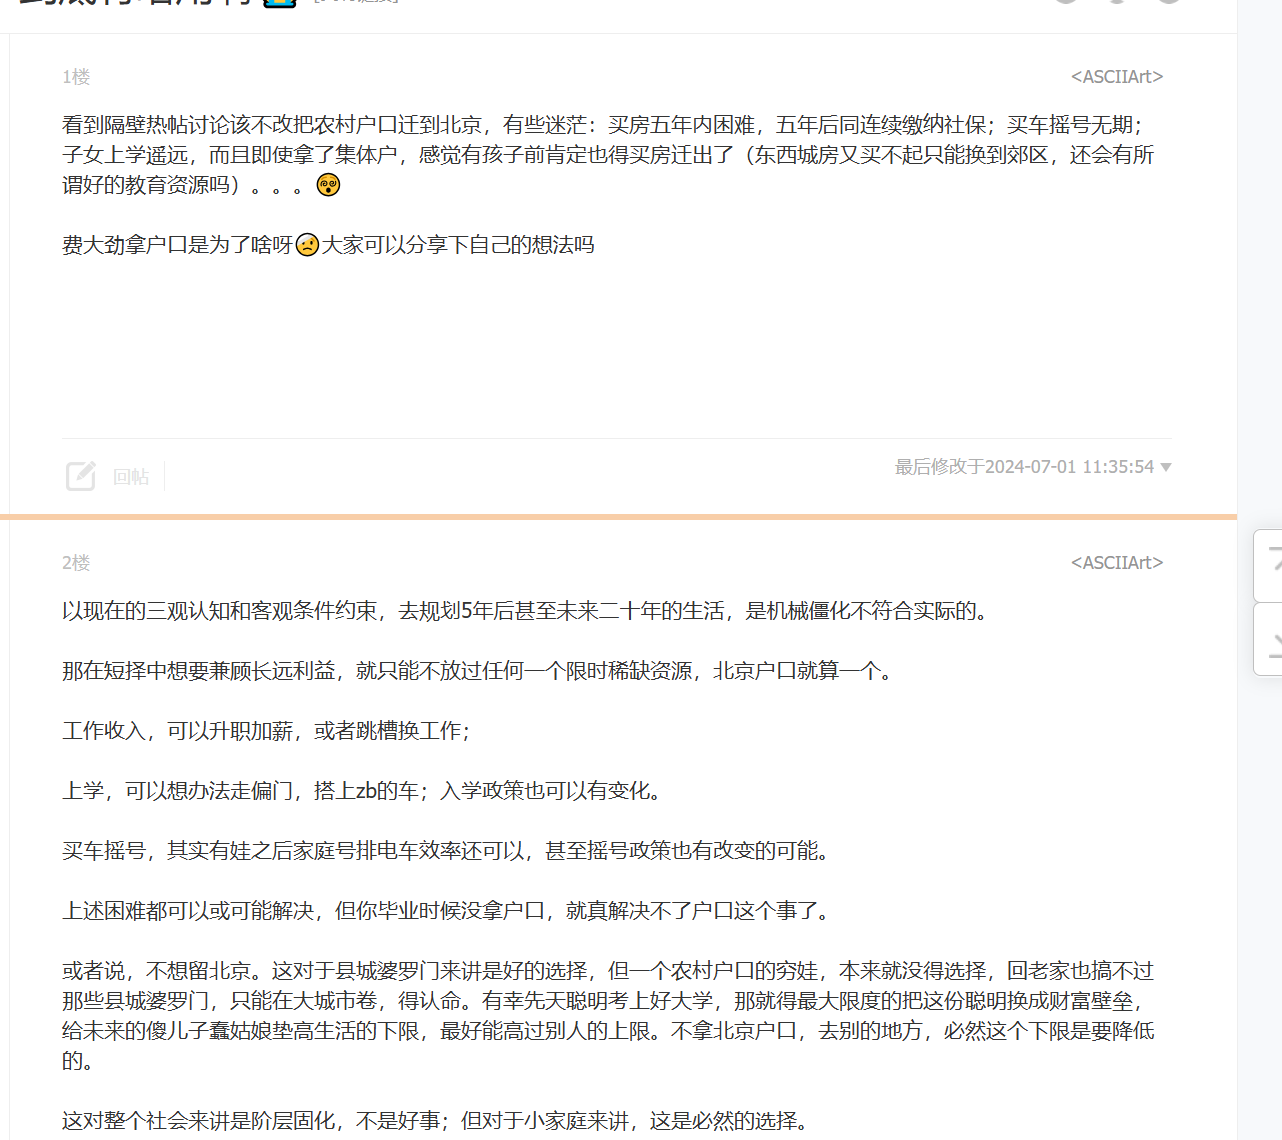 1楼
<ASCIIArt>
看到隔壁热帖讨论该不改把农村户口迁到北京，有些迷茫：买房五年内困难，五年后同连续缴纳社保；买车摇号无期；
子女上学遥远，而且即使拿了集体户，感觉有孩子前肯定也得买房迁出了（东西城房又买不起只能换到郊区，还会有所
谓好的教育资源吗）。。。
费大劲拿户口是为了啥呀大家可以分享下自己的想法吗
回帖
最后修改于2024-07-01 11:35:54
2楼
<ASCIIArt>
以现在的三观认知和客观条件约束，去规划5年后甚至未来二十年的生活，是机械僵化不符合实际的。
那在短择中想要兼顾长远利益，就只能不放过任何一个限时稀缺资源，北京户口就算一个。
工作收入，可以升职加薪，或者跳槽换工作；
上学，可以想办法走偏门，搭上zb的车；入学政策也可以有变化。
买车摇号，其实有娃之后家庭号排电车效率还可以，甚至摇号政策也有改变的可能。
上述困难都可以或可能解决，但你毕业时候没拿户口，就真解决不了户口这个事了。
或者说，不想留北京。这对于县城婆罗门来讲是好的选择，但一个农村户口的穷娃，本来就没得选择，回老家也搞不过
那些县城婆罗门，只能在大城市卷，得认命。有幸先天聪明考上好大学，那就得最大限度的把这份聪明换成财富壁垒，
给未来的傻儿子蠢姑娘垫高生活的下限，最好能高过别人的上限。不拿北京户口，去别的地方，必然这个下限是要降低
的。
这对整个社会来讲是阶层固化，不是好事；但对于小家庭来讲，这是必然的选择。